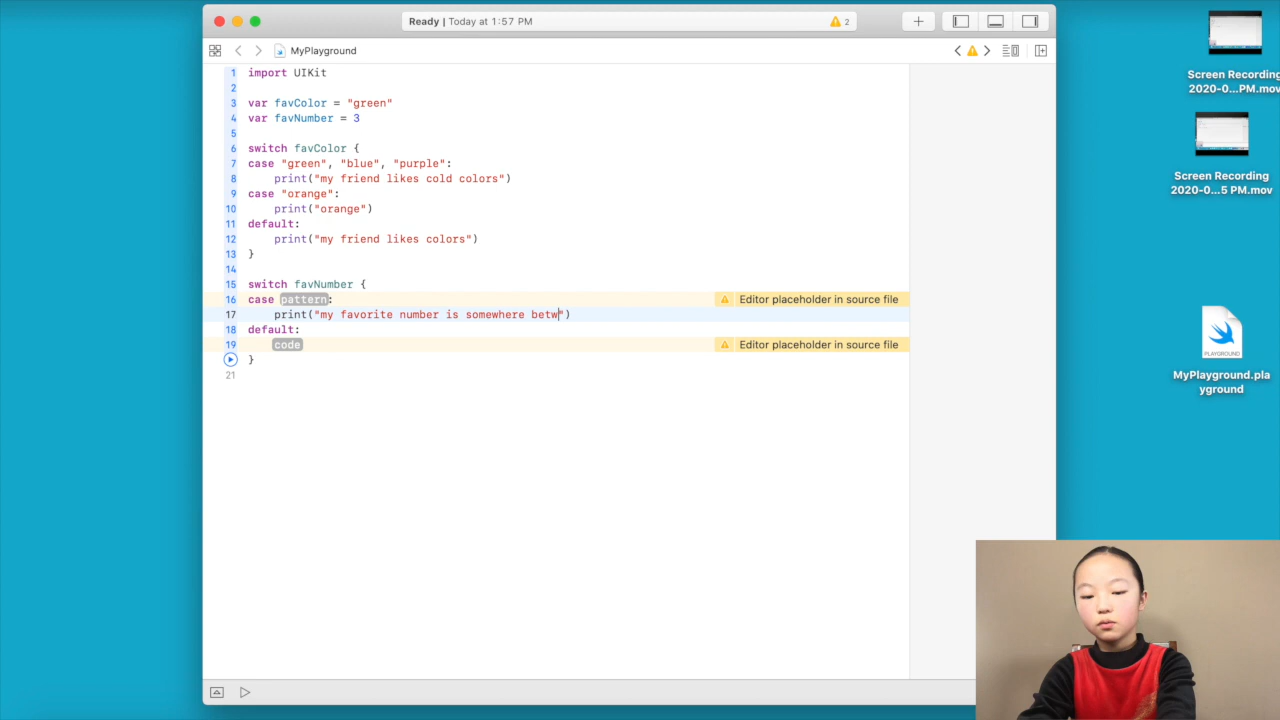 Ready | Today at 1:57 PM
2
MyPlayground
1 import UIKit
2
3 var favColor = "green"
4 var favNumber = 3
5
6 switch favColor {
7 case "green", "blue", "purple":
8 print("my friend likes cold colors")
9 case "orange":
10 print("orange")
11 default:
12 print("my friend likes colors")
13 }
14
15 switch favNumber {
16 case pattern: Editor placeholder in source file
17 print("my favorite number is somewhere betw")
18 default:
19 code Editor placeholder in source file
}
21
Screen Recording
2020-0...PM.mov
Screen Recording
2020-0...5 PM.mov
PLAYGROUND
MyPlayground.pla
yground